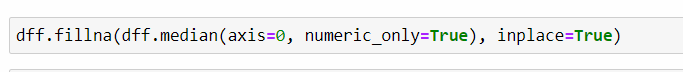 dff.fillna(dff.median(axis=0, numeric_only=True), inplace=True)